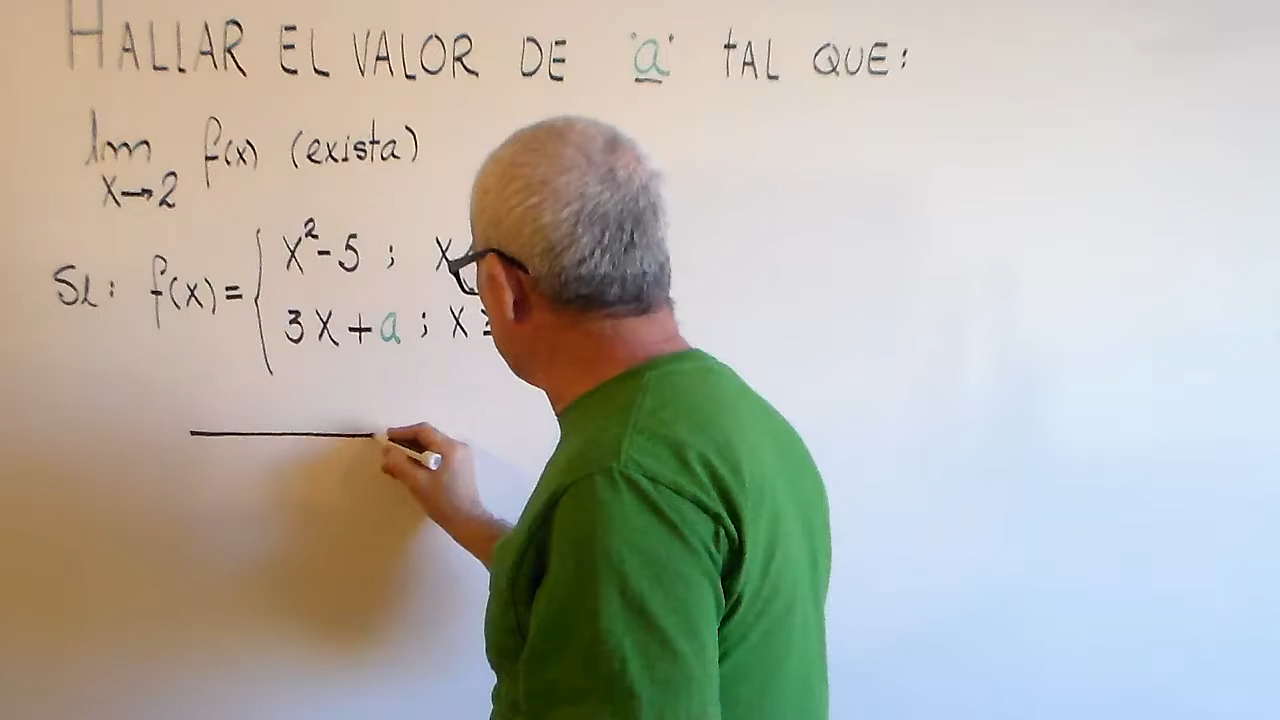 HALLAR EL VALOR DE "a" TAL QUE:
lim f(x) (exista)
x→2
Si: f(x) = { x² - 5 ; x
3x + a ; x ≥